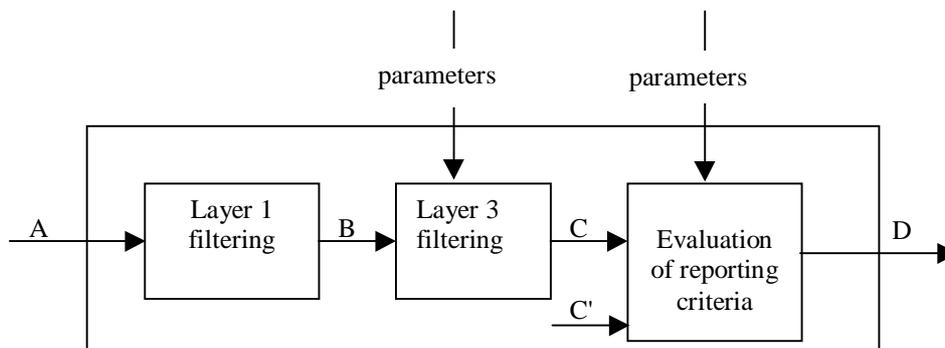 parameters
parameters
A
Layer 1
filtering
B
Layer 3
filtering
C
Evaluation
of reporting
criteria
D
C'